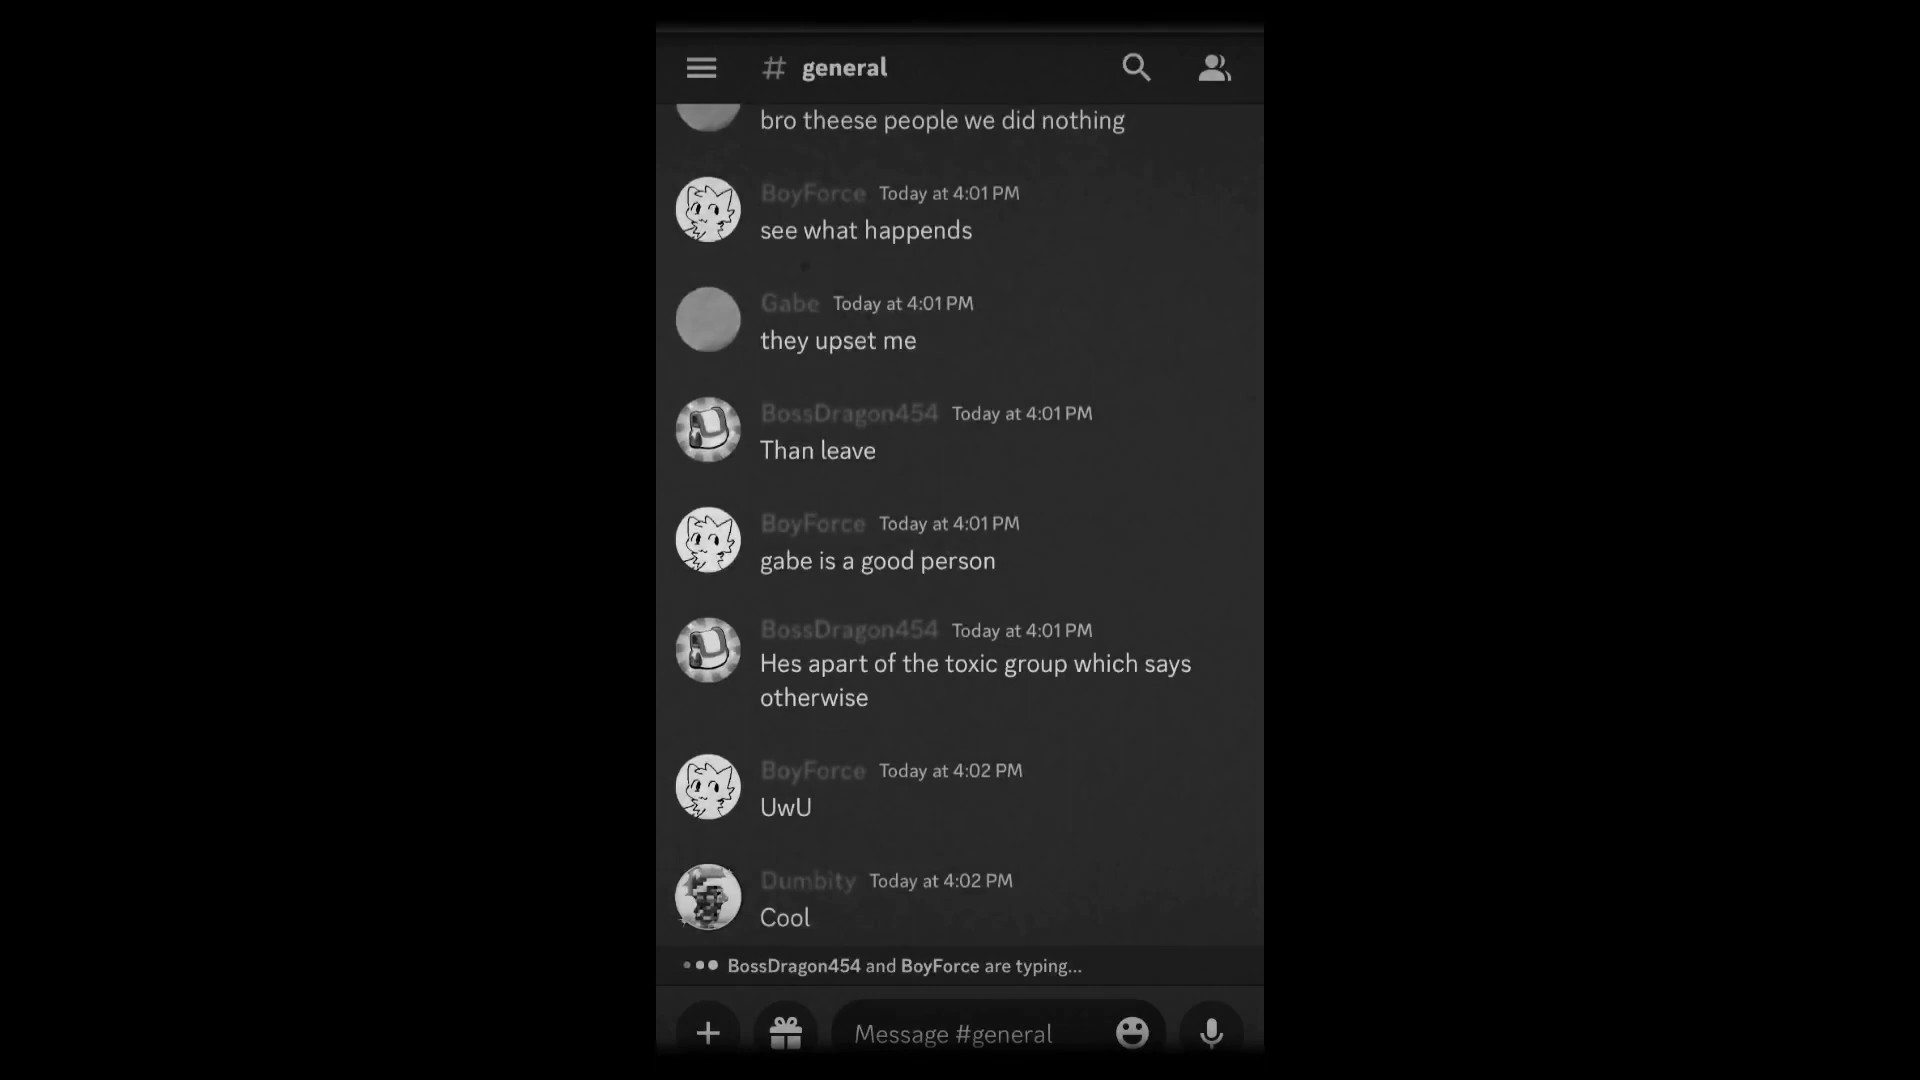 # general
bro theese people we did nothing
BoyForce Today at 4:01 PM
see what happends
Gabe Today at 4:01 PM
they upset me
BossDragon454 Today at 4:01 PM
Than leave
BoyForce Today at 4:01 PM
gabe is a good person
BossDragon454 Today at 4:01 PM
Hes apart of the toxic group which says
otherwise
BoyForce Today at 4:02 PM
UwU
Dumbity Today at 4:02 PM
Cool
BossDragon454 and BoyForce are typing...
Message #general